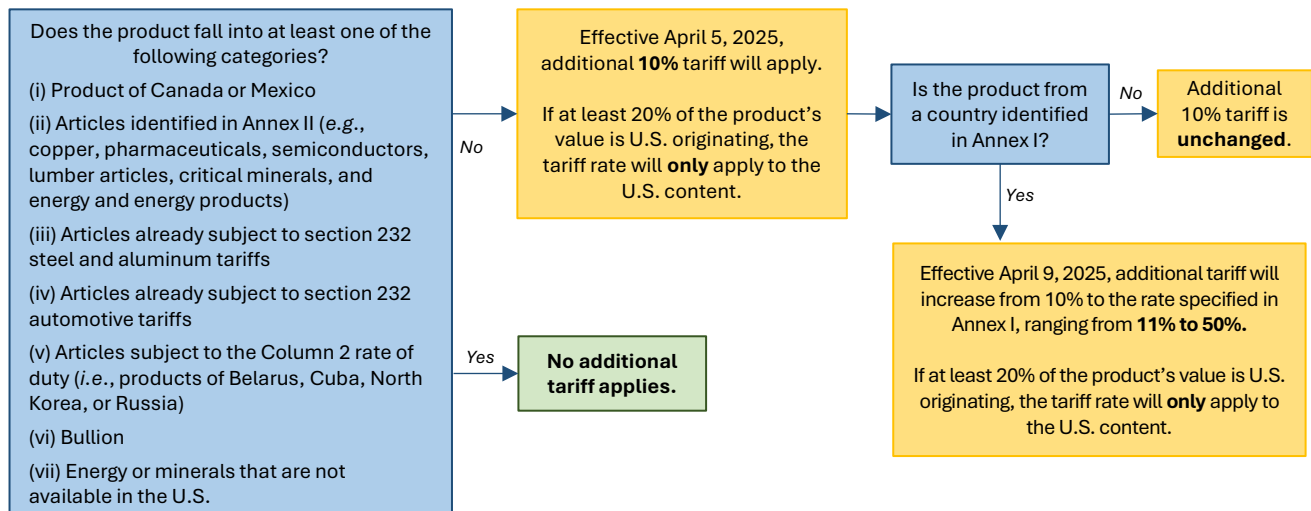 Does the product fall into at least one of the
following categories?
(i) Product of Canada or Mexico
(ii) Articles identified in Annex II (e.g.,
copper, pharmaceuticals, semiconductors,
lumber articles, critical minerals, and
energy and energy products)
(iii) Articles already subject to section 232
steel and aluminum tariffs
(iv) Articles already subject to section 232
automotive tariffs
(v) Articles subject to the Column 2 rate of
duty (i.e., products of Belarus, Cuba, North
Korea, or Russia)
(vi) Bullion
(vii) Energy or minerals that are not
available in the U.S.
No
Effective April 5, 2025,
additional 10% tariff will apply.
If at least 20% of the product's
value is U.S. originating, the
tariff rate will only apply to the
U.S. content.
Is the product from
a country identified
in Annex I?
No
Additional
10% tariff is
unchanged.
Yes
Effective April 9, 2025, additional tariff will
increase from 10% to the rate specified in
Annex I, ranging from 11% to 50%.
If at least 20% of the product's value is U.S.
originating, the tariff rate will only apply to
the U.S. content.
Yes
No additional
tariff applies.